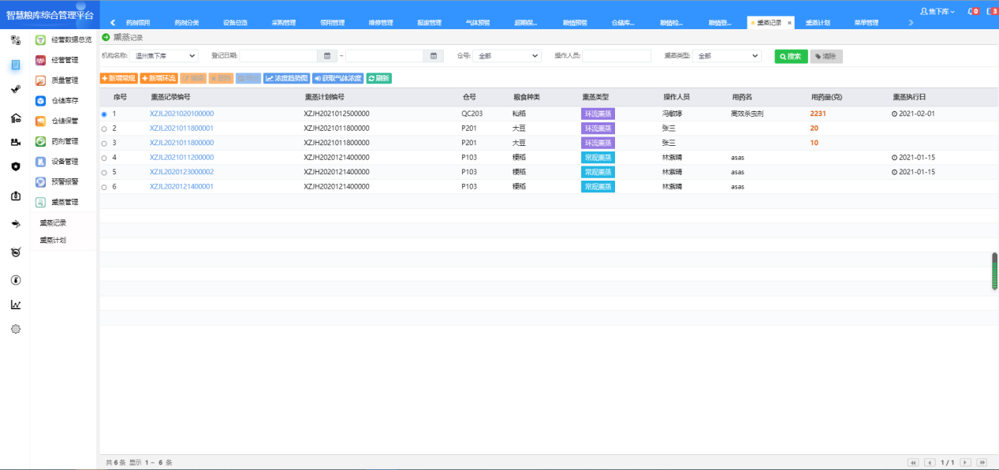 智慧粮库综合管理平台
焦下库
0
3
药剂领用 药剂分类 设备总览 采购管理 领用管理 维修管理 报废管理 气体预警 超期保... 粮情预警 仓储库... 粮情检... 粮情登... 熏蒸记录 × 熏蒸计划 菜单管理
经营数据总览
经营管理
质量管理
仓储库存
仓储保管
药剂管理
设备管理
预警报警
熏蒸管理
熏蒸记录
熏蒸计划
熏蒸记录
机构名称: 温州焦下库 登记日期: ~ 仓号: 全部 操作人员: 熏蒸类型: 全部 搜索 清除
新增常规 新增环流 编辑 删除 浓度趋势图 获取气体浓度 刷新
序号 熏蒸记录编号 熏蒸计划编号 仓号 粮食种类 熏蒸类型 操作人员 用药名 用药量(克) 熏蒸执行日
1 XZJL2021020100000 XZJH2021012500000 QC203 籼稻 环流熏蒸 冯敏婷 高效杀虫剂 2231 2021-02-01
2 XZJL2021011800001 XZJH2021011800000 P201 大豆 环流熏蒸 张三 20
3 XZJL2021011800000 XZJH2021011800000 P201 大豆 环流熏蒸 张三 10
4 XZJL2021011200000 XZJH2020121400000 P103 粳稻 常规熏蒸 林紫晴 asas 2021-01-15
5 XZJL2020123000002 XZJH2020121400000 P103 粳稻 常规熏蒸 林紫晴 asas 2021-01-15
6 XZJL2020121400001 XZJH2020121400000 P103 粳稻 常规熏蒸 林紫晴 asas
共 6 条 显示 1 ~ 6 条
1 / 1